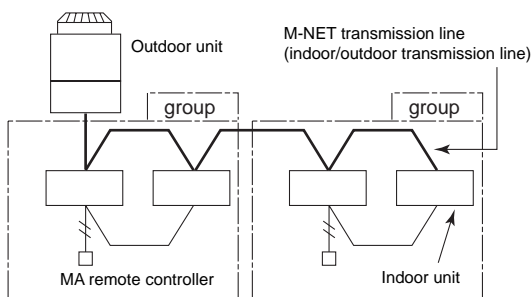 Outdoor unit
M-NET transmission line
(indoor/outdoor transmission line)
group
group
MA remote controller
Indoor unit